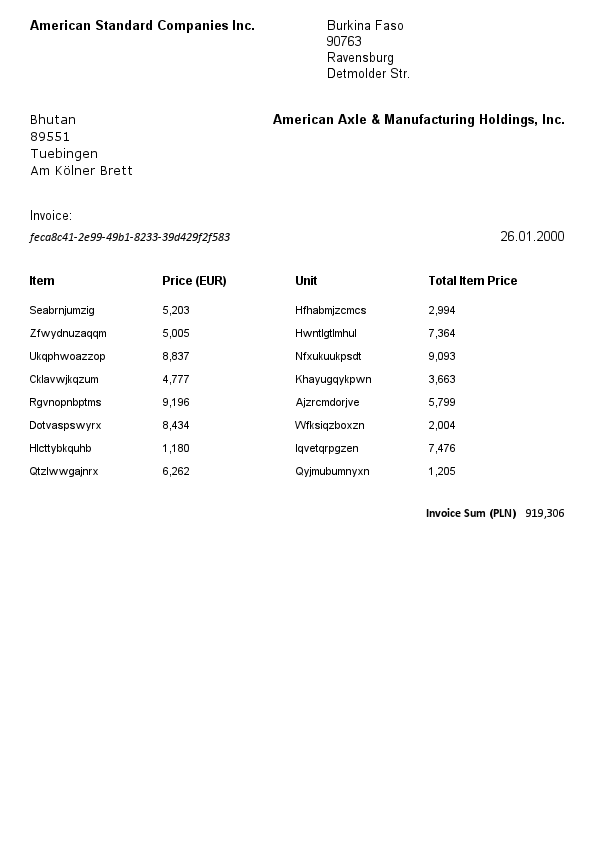 American Standard Companies Inc.
Burkina Faso
90763
Ravensburg
Detmolder Str.
Bhutan
89551
Tuebingen
Am Kölner Brett
American Axle & Manufacturing Holdings, Inc.
Invoice:
feca8c41-2e99-49b1-8233-39d429f2f583 26.01.2000
Item Price (EUR) Unit Total Item Price
Seabrnjumzig 5,203 Hfhabmjzcmcs 2,994
Zfwydnuzaqqm 5,005 Hwntlgtlmhul 7,364
Ukqphwoazzop 8,837 Nfxukuukpsdt 9,093
Cklavwjkqzum 4,777 Khayugqykpwn 3,663
Rgvnopnbptms 9,196 Ajzrcmdorjve 5,799
Dotvaspswyrx 8,434 Wfksiqzboxzn 2,004
Hlcttybkquhb 1,180 Iqvetqrpgzen 7,476
Qtzlwwgajnrx 6,262 Qyjmubumnyxn 1,205
Invoice Sum (PLN) 919,306